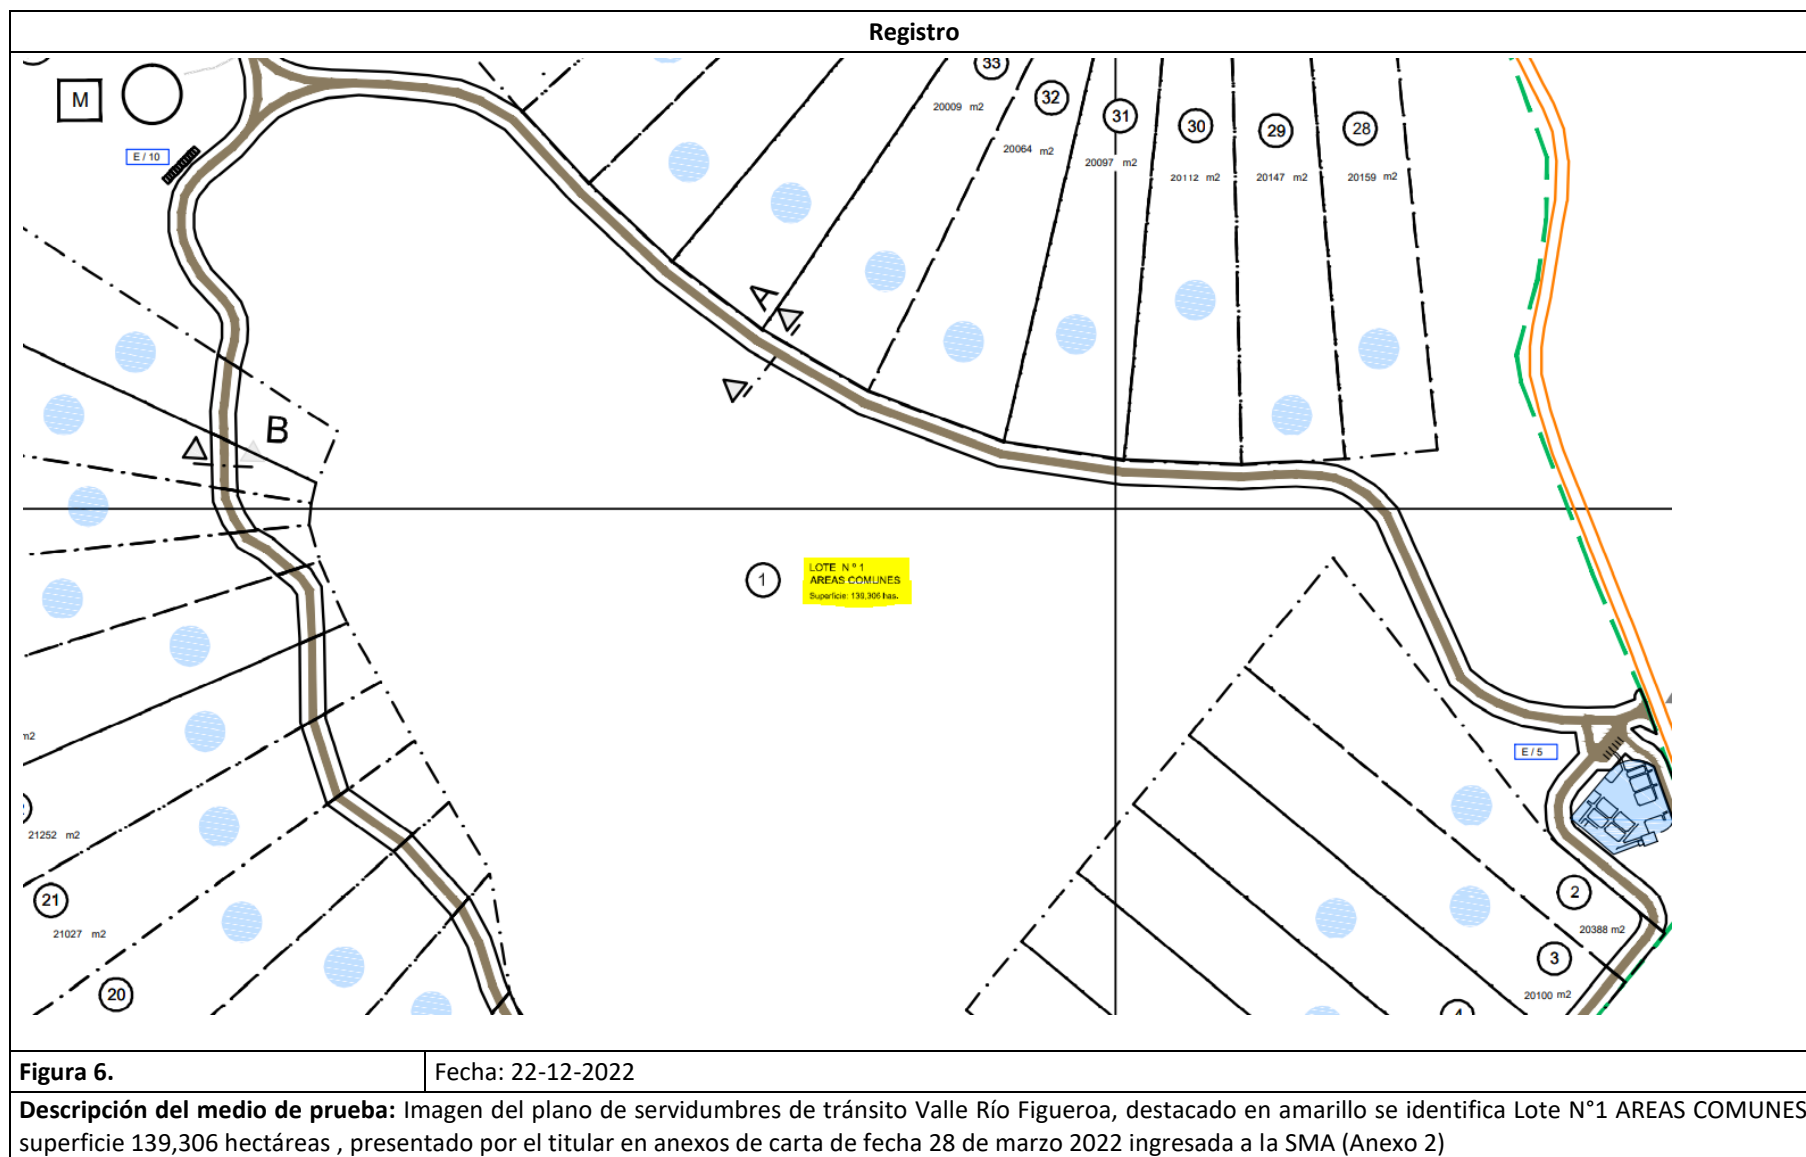 Registro
33
M
20009 m2
32
31
30
29
28
E / 10
20064 m2
20097 m2
20112 m2
20147 m2
20159 m2
A
B
1
LOTE N º 1
AREAS COMUNES
Superficie: 139,306 has.
m2
E / 5
21252 m2
21
21027 m2
20
2
20388 m2
3
20100 m2
4
Figura 6.
Fecha: 22-12-2022
Descripción del medio de prueba: Imagen del plano de servidumbres de tránsito Valle Río Figueroa, destacado en amarillo se identifica Lote N°1 AREAS COMUNES
superficie 139,306 hectáreas , presentado por el titular en anexos de carta de fecha 28 de marzo 2022 ingresada a la SMA (Anexo 2)